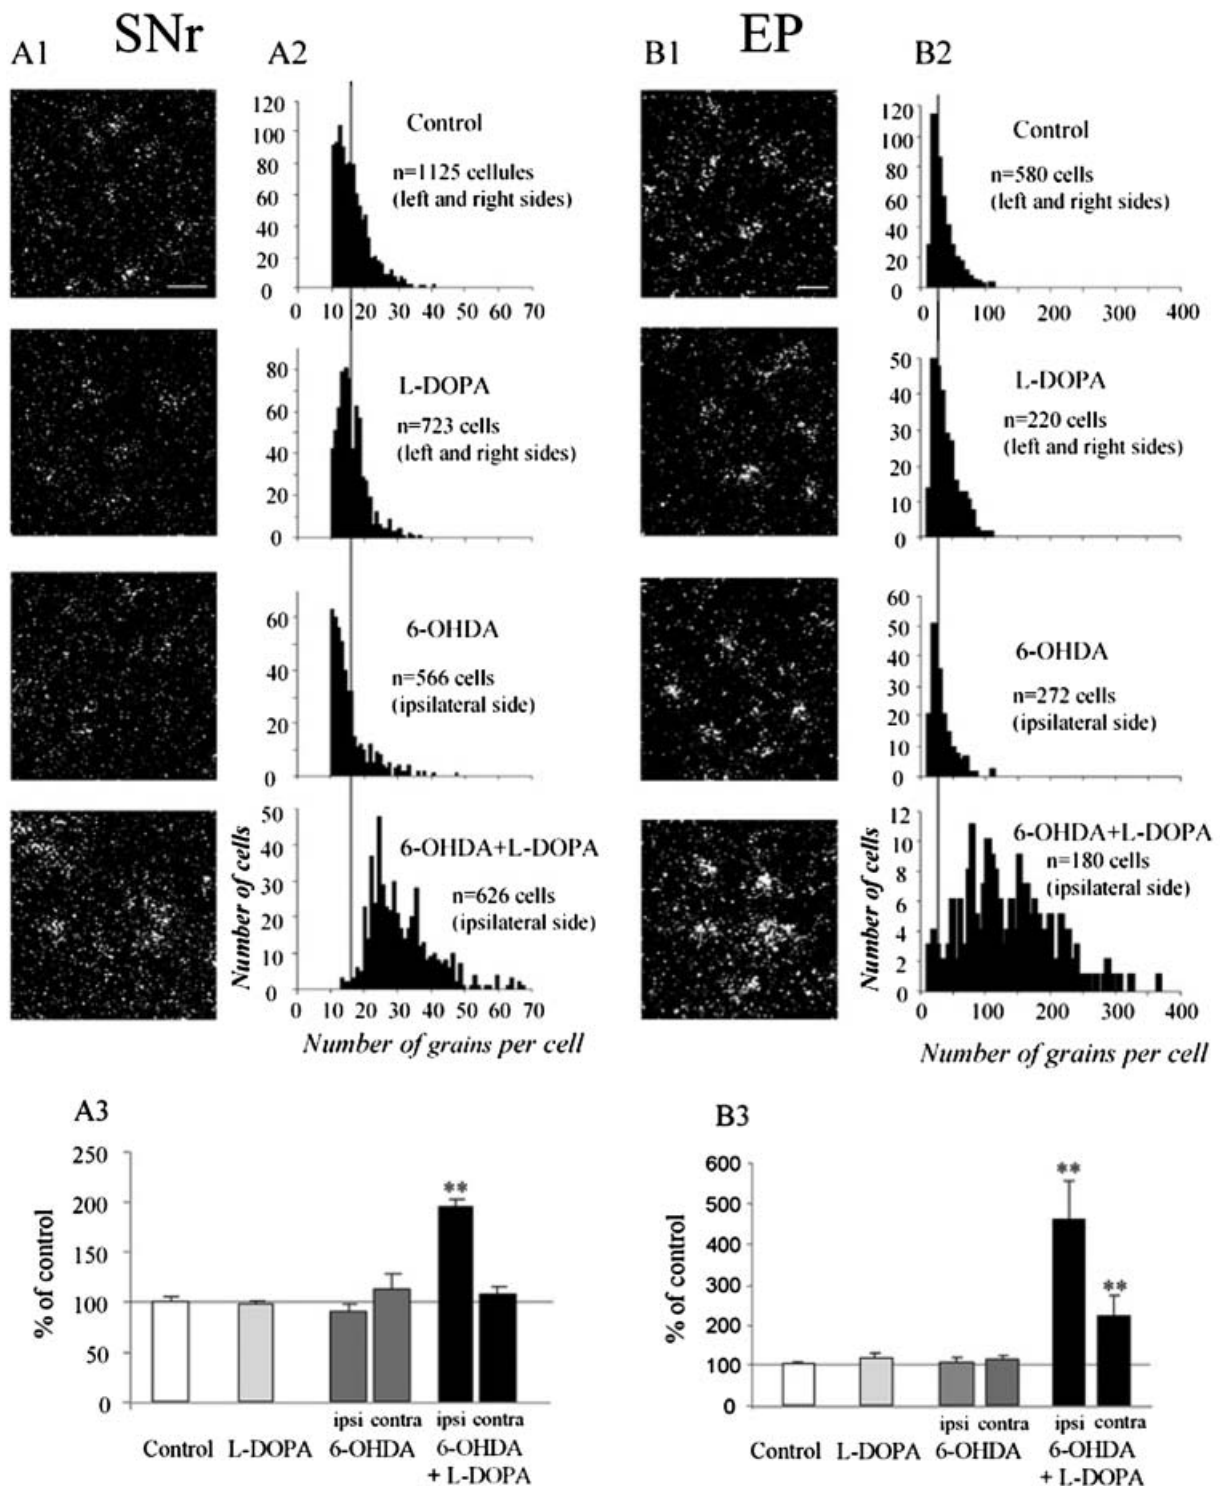 SNr
EP
A1
A2
B1
B2
120
100
80
60
40
20
0
Control
n=1125 cellules
(left and right sides)
0 10 20 30 40 50 60 70
120
100
80
60
40
20
0
Control
n=580 cells
(left and right sides)
0 100 200 300 400
80
60
40
20
0
L-DOPA
n=723 cells
(left and right sides)
50
40
30
20
10
0
L-DOPA
n=220 cells
(left and right sides)
60
40
20
0
6-OHDA
n=566 cells
(ipsilateral side)
60
50
40
30
20
10
0
6-OHDA
n=272 cells
(ipsilateral side)
50
40
30
20
10
0
Number of cells
6-OHDA+L-DOPA
n=626 cells
(ipsilateral side)
0 10 20 30 40 50 60 70
Number of grains per cell
12
10
8
6
4
2
0
Number of cells
6-OHDA+L-DOPA
n=180 cells
(ipsilateral side)
0 100 200 300 400
Number of grains per cell
A3
250
200
150
100
50
0
% of control
**
ipsi contra ipsi contra
Control L-DOPA 6-OHDA 6-OHDA
+ L-DOPA
B3
600
500
400
300
200
100
0
% of control
**
**
ipsi contra ipsi contra
Control L-DOPA 6-OHDA 6-OHDA
+ L-DOPA